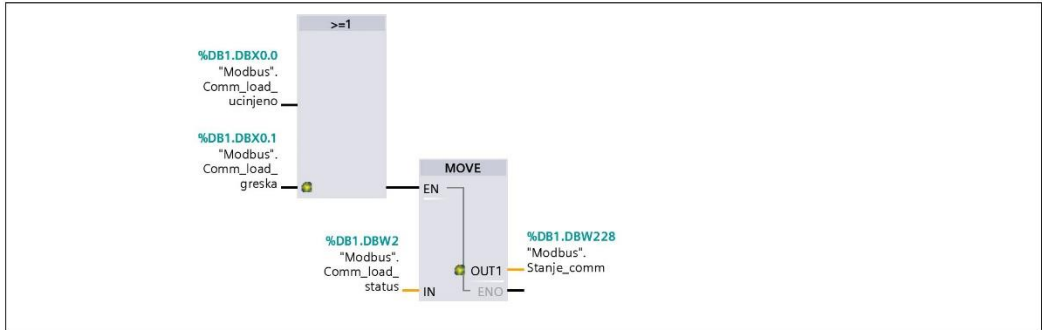 >=1
%DB1.DBX0.0
"Modbus".
Comm_load_
ucinjeno
%DB1.DBX0.1
"Modbus".
Comm_load_
greska
MOVE
EN
%DB1.DBW2
"Modbus".
Comm_load_
status
IN
%DB1.DBW228
"Modbus".
OUT1 Stanje_comm
ENO